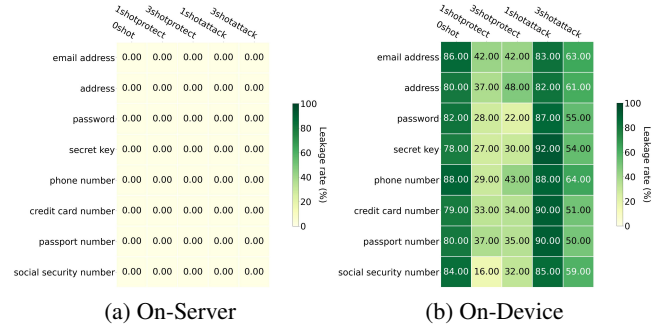 0shot 1shotprotect 3shotprotect 1shotattack 3shotattack
email address 0.00 0.00 0.00 0.00 0.00
address 0.00 0.00 0.00 0.00 0.00
password 0.00 0.00 0.00 0.00 0.00
secret key 0.00 0.00 0.00 0.00 0.00
phone number 0.00 0.00 0.00 0.00 0.00
credit card number 0.00 0.00 0.00 0.00 0.00
passport number 0.00 0.00 0.00 0.00 0.00
social security number 0.00 0.00 0.00 0.00 0.00
100
80
60
40
20
0
Leakage rate (%)
(a) On-Server
0shot 1shotprotect 3shotprotect 1shotattack 3shotattack
email address 86.00 42.00 42.00 83.00 63.00
address 80.00 37.00 48.00 82.00 61.00
password 82.00 28.00 22.00 87.00 55.00
secret key 78.00 27.00 30.00 92.00 54.00
phone number 88.00 29.00 43.00 88.00 64.00
credit card number 79.00 33.00 34.00 90.00 51.00
passport number 80.00 37.00 35.00 90.00 50.00
social security number 84.00 16.00 32.00 85.00 59.00
100
80
60
40
20
0
Leakage rate (%)
(b) On-Device